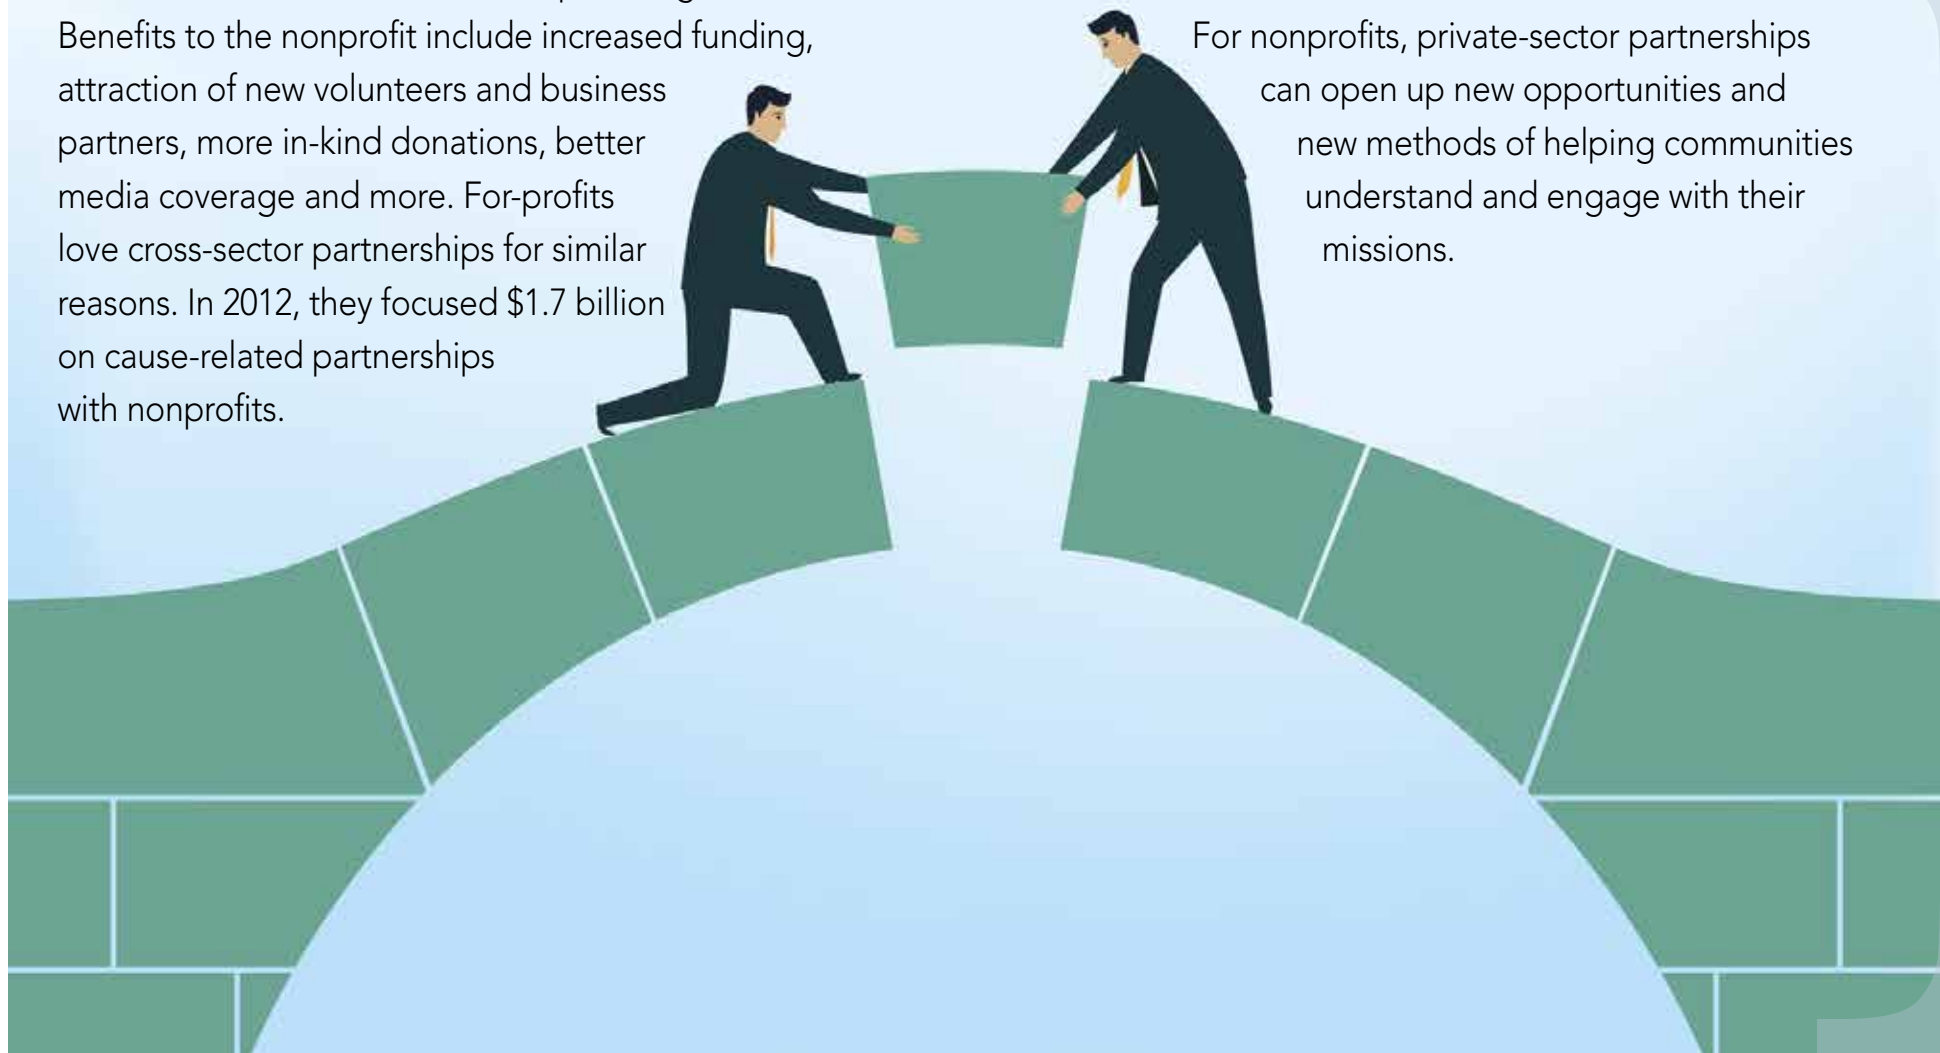 Benefits to the nonprofit include increased funding,
attraction of new volunteers and business
partners, more in-kind donations, better
media coverage and more. For-profits
love cross-sector partnerships for similar
reasons. In 2012, they focused $1.7 billion
on cause-related partnerships
with nonprofits.
For nonprofits, private-sector partnerships
can open up new opportunities and
new methods of helping communities
understand and engage with their
missions.